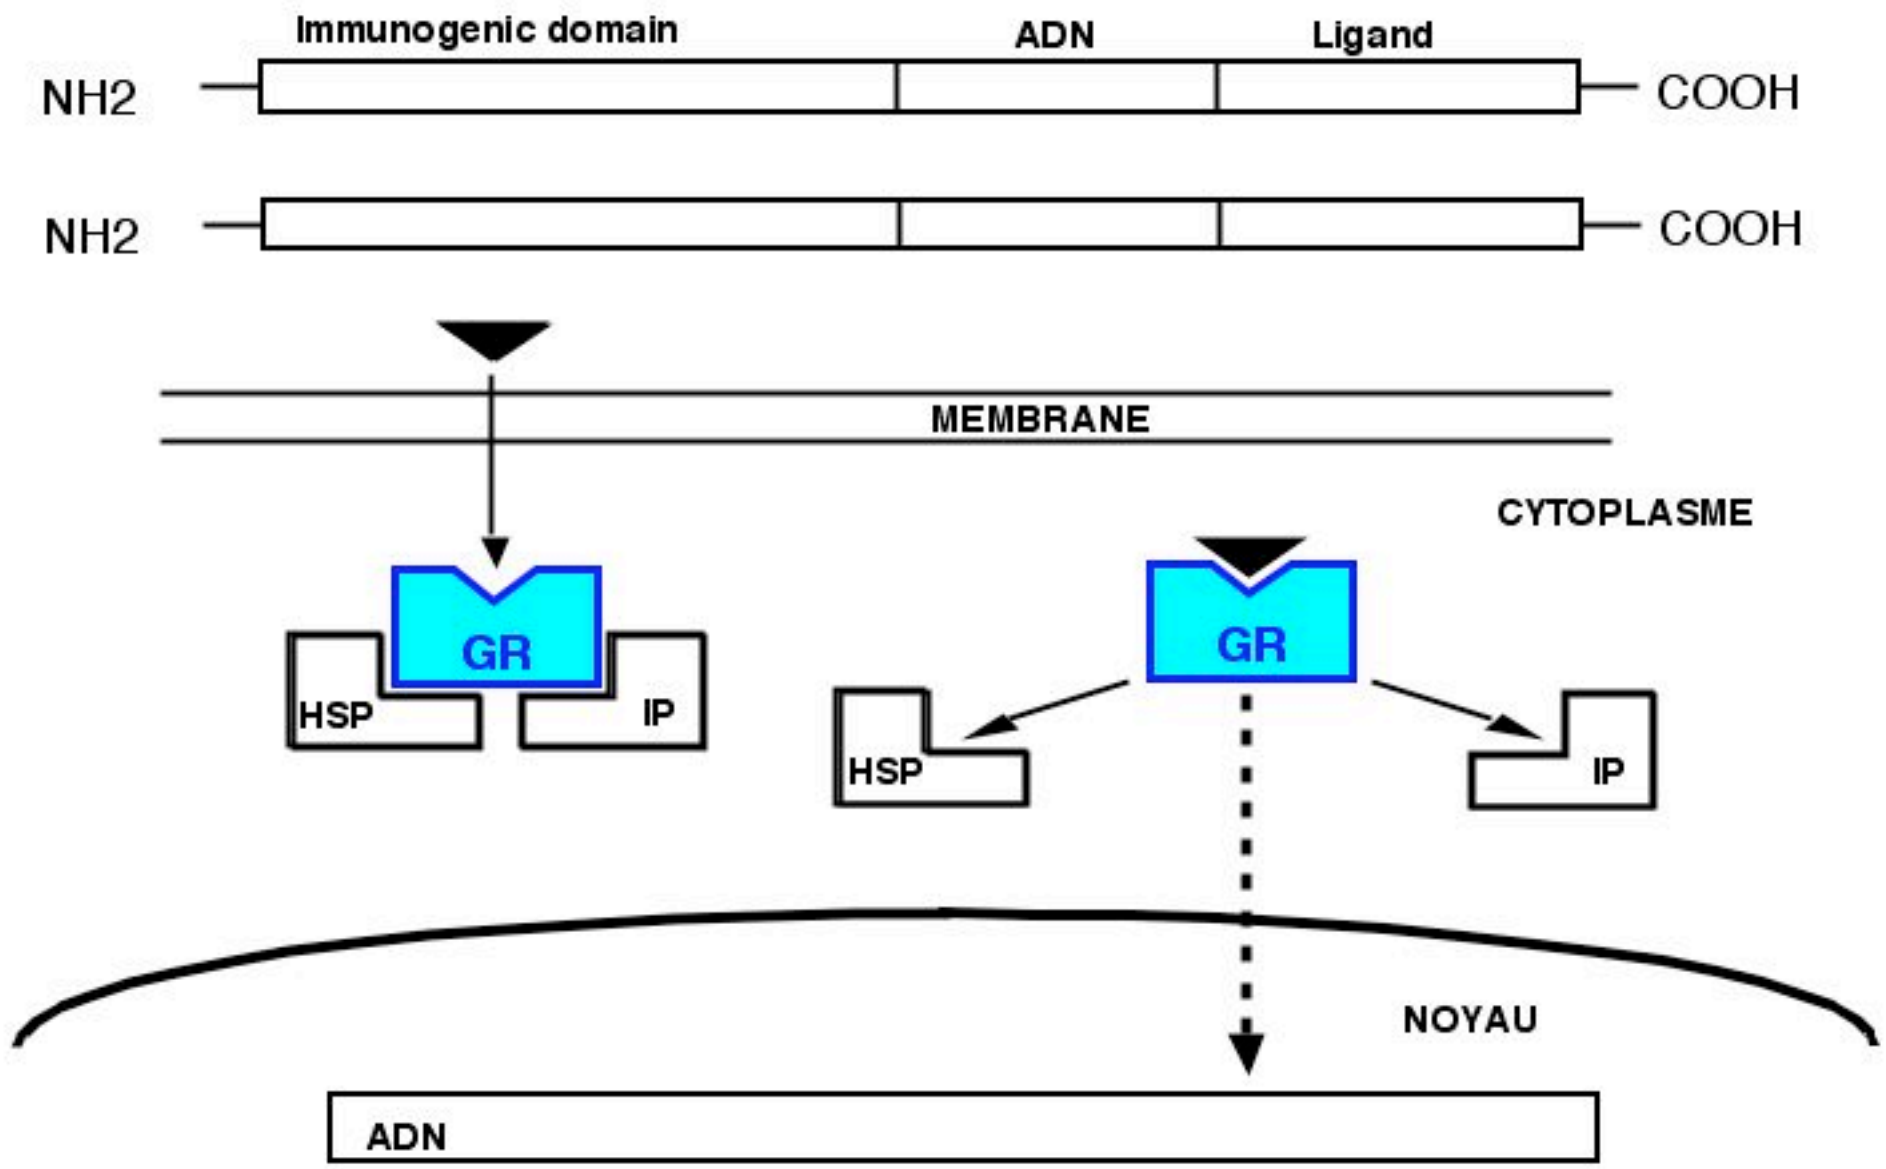 Immunogenic domain ADN Ligand
NH2 COOH
NH2 COOH
MEMBRANE
CYTOPLASME
GR GR
HSP IP
HSP IP
NOYAU
ADN